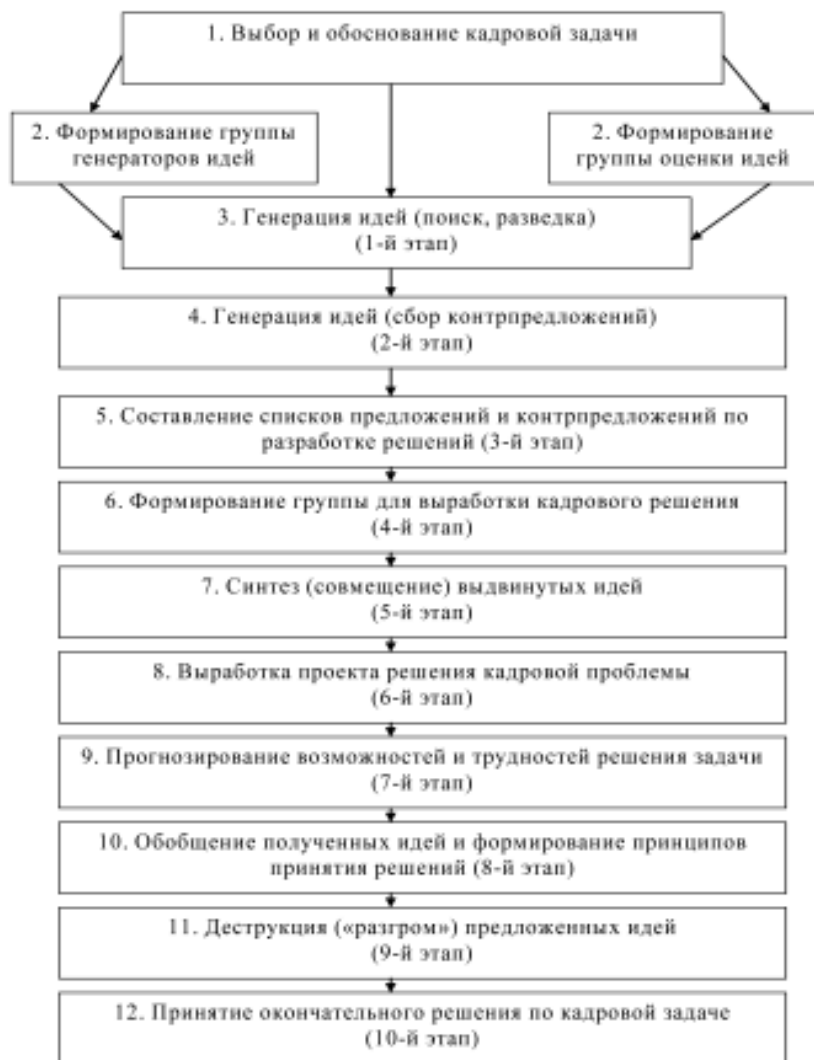 1. Выбор и обоснование кадровой задачи
2. Формирование группы
генераторов идей
2. Формирование
группы оценки идей
3. Генерация идей (поиск, разведка)
(1-й этап)
4. Генерация идей (сбор контрпредложений)
(2-й этап)
5. Составление списков предложений и контрпредложений по
разработке решений (3-й этап)
6. Формирование группы для выработки кадрового решения
(4-й этап)
7. Синтез (совмещение) выдвинутых идей
(5-й этап)
8. Выработка проекта решения кадровой проблемы
(6-й этап)
9. Прогнозирование возможностей и трудностей решения задачи
(7-й этап)
10. Обобщение полученных идей и формирование принципов
принятия решений (8-й этап)
11. Деструкция («разгром») предложенных идей
(9-й этап)
12. Принятие окончательного решения по кадровой задаче
(10-й этап)